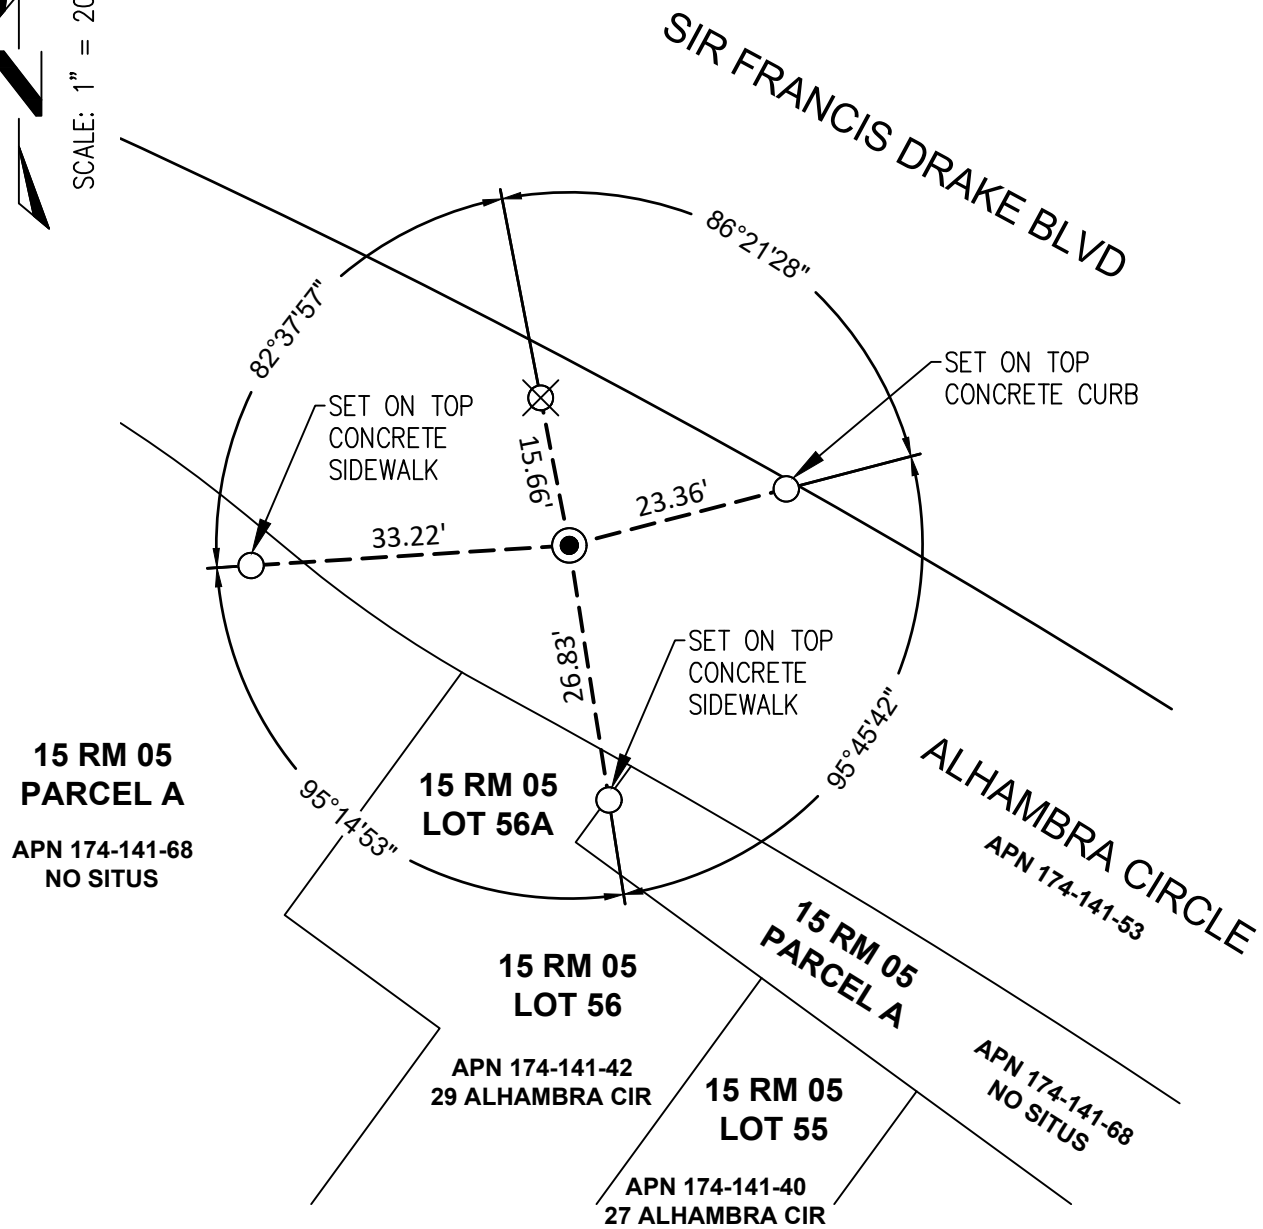 SCALE: 1" = 20
SIR FRANCIS DRAKE BLVD
86°21'28"
82°37'57"
SET ON TOP
CONCRETE CURB
SET ON TOP
CONCRETE
SIDEWALK
15.66'
23.36'
33.22'
26.83'
SET ON TOP
CONCRETE
SIDEWALK
95°45'42"
95°14'53"
15 RM 05
PARCEL A
APN 174-141-68
NO SITUS
15 RM 05
LOT 56A
ALHAMBRA CIRCLE
APN 174-141-53
15 RM 05
PARCEL A
APN 174-141-68
NO SITUS
15 RM 05
LOT 56
APN 174-141-42
29 ALHAMBRA CIR
15 RM 05
LOT 55
APN 174-141-40
27 ALHAMBRA CIR